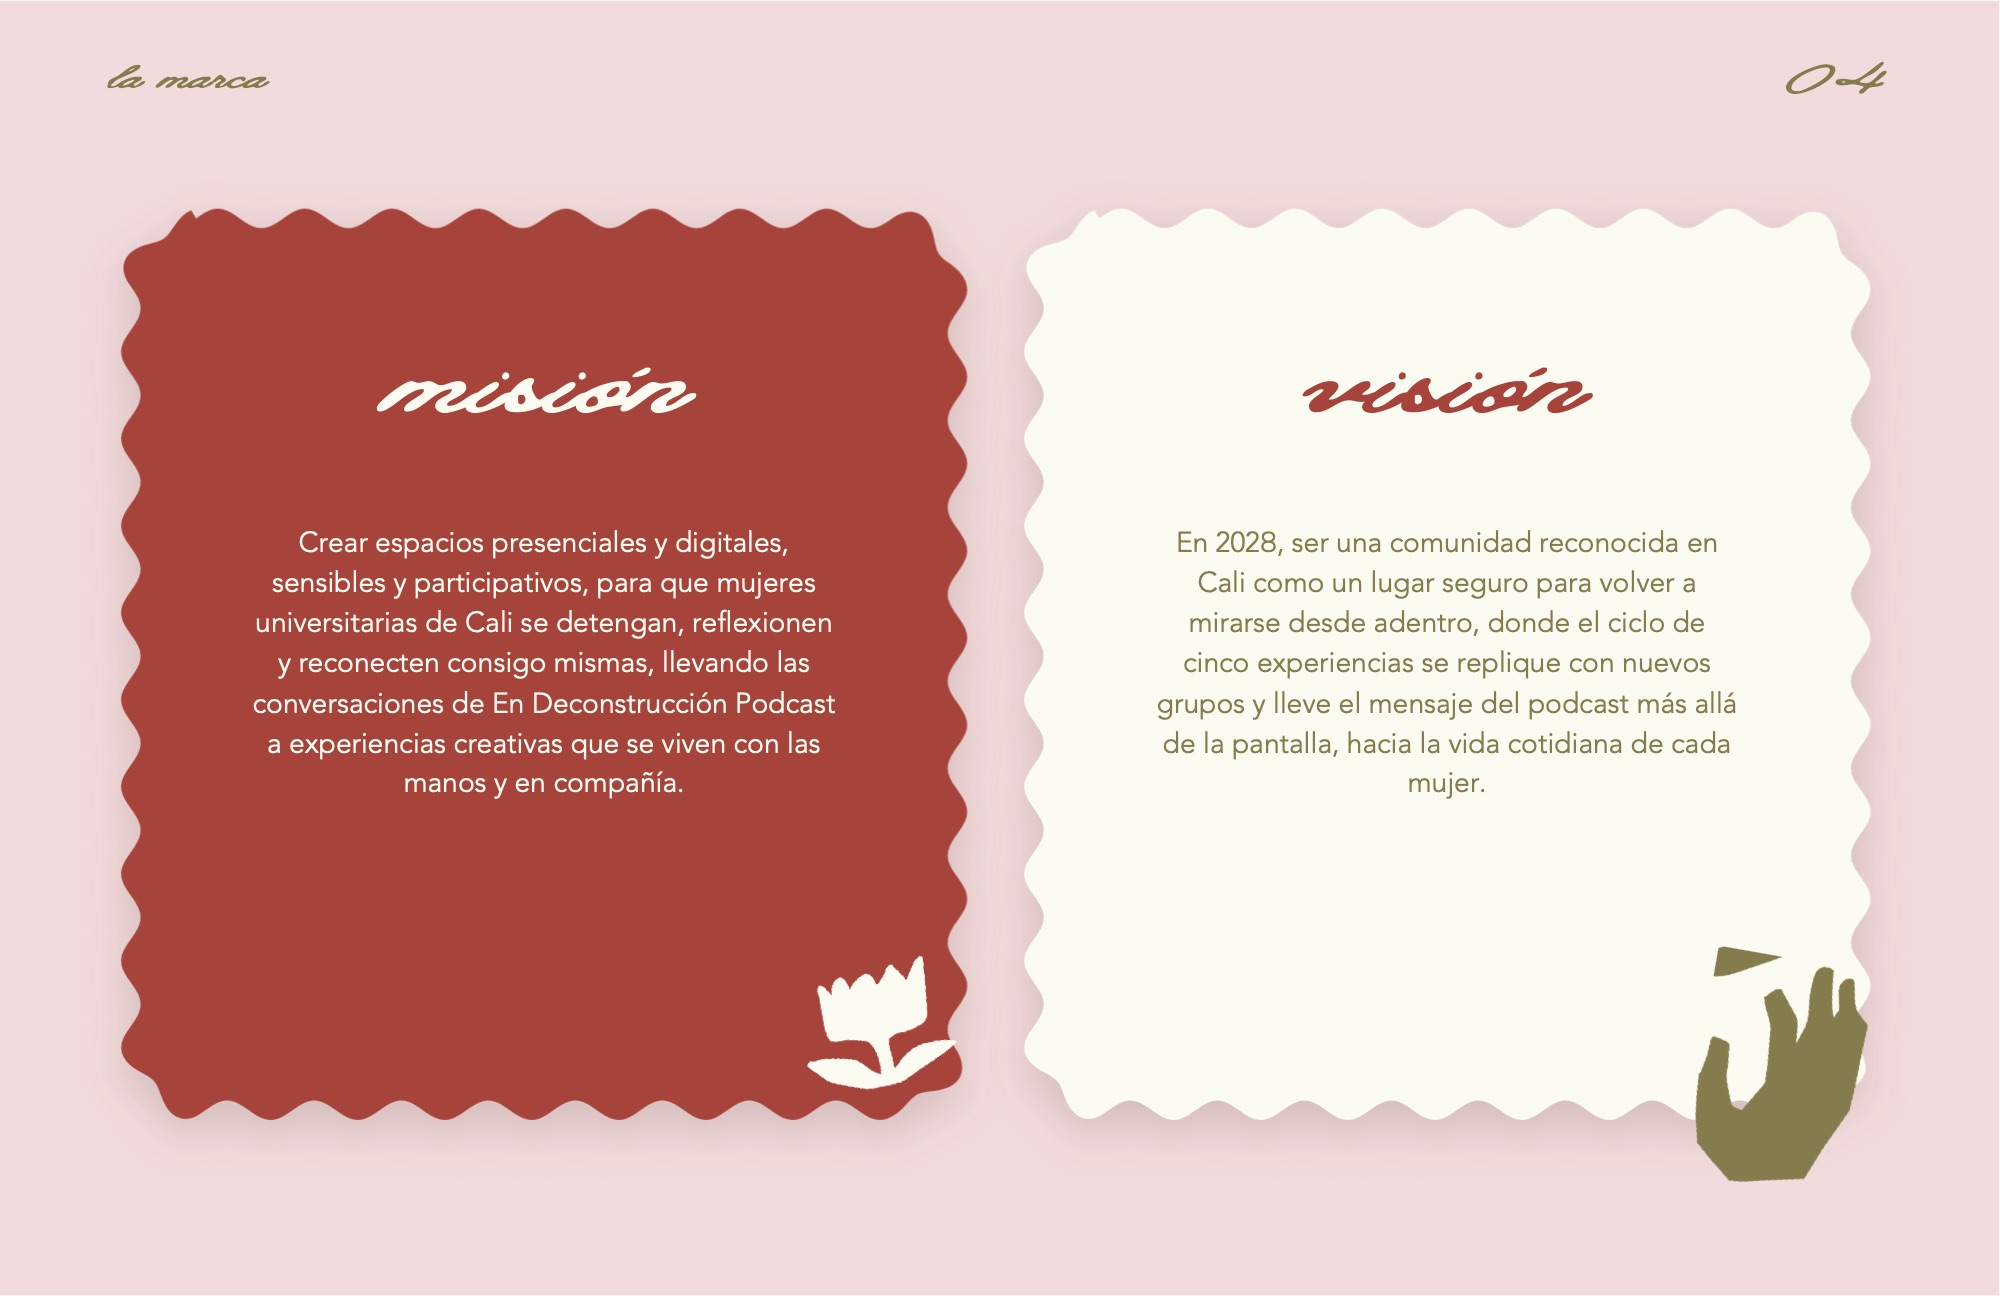 la marca
04
misión
Crear espacios presenciales y digitales,
sensibles y participativos, para que mujeres
universitarias de Cali se detengan, reflexionen
y reconecten consigo mismas, llevando las
conversaciones de En Deconstrucción Podcast
a experiencias creativas que se viven con las
manos y en compañía.
visión
En 2028, ser una comunidad reconocida en
Cali como un lugar seguro para volver a
mirarse desde adentro, donde el ciclo de
cinco experiencias se replique con nuevos
grupos y lleve el mensaje del podcast más allá
de la pantalla, hacia la vida cotidiana de cada
mujer.